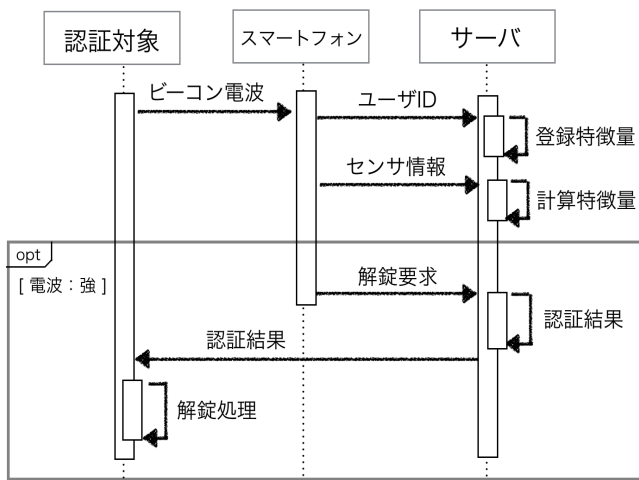 認証対象
スマートフォン
サーバ
ビーコン電波
ユーザID
登録特徴量
センサ情報
計算特徴量
opt
[ 電波：強 ]
解錠要求
認証結果
認証結果
解錠処理